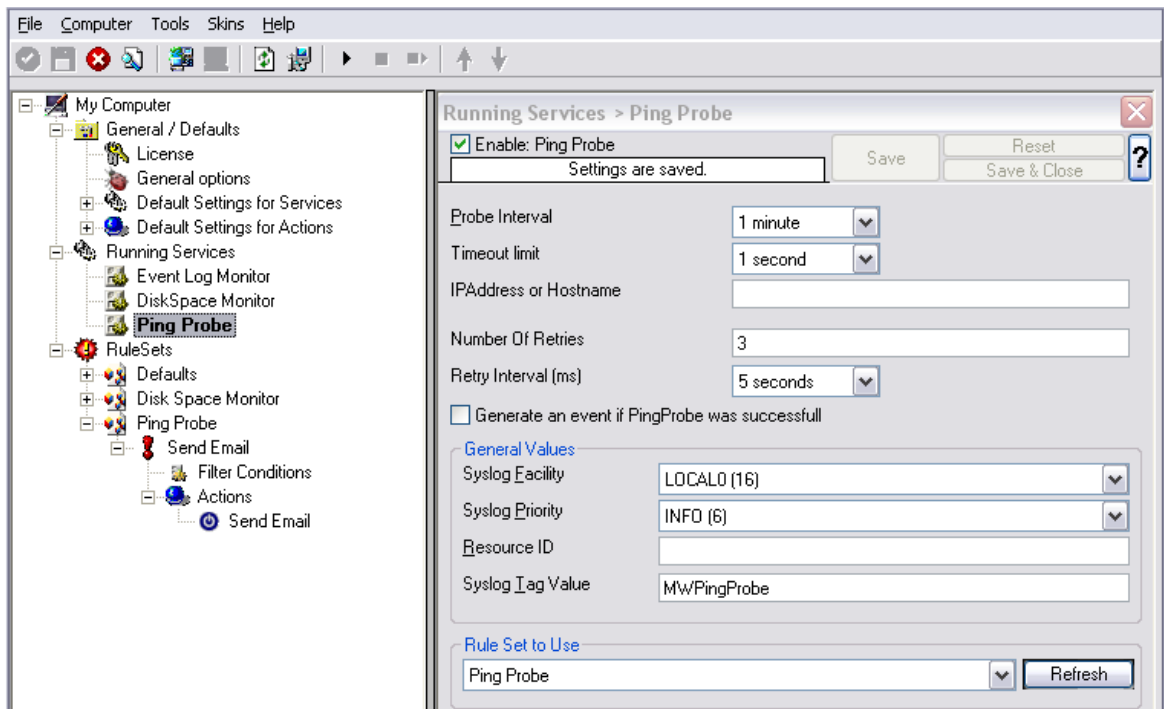 File Computer Tools Skins Help
My Computer
General / Defaults
License
General options
Default Settings for Services
Default Settings for Actions
Running Services
Event Log Monitor
DiskSpace Monitor
Ping Probe
RuleSets
Defaults
Disk Space Monitor
Ping Probe
Send Email
Filter Conditions
Actions
Send Email
Running Services > Ping Probe
Enable: Ping Probe
Settings are saved.
Save
Reset
Save & Close
?
Probe Interval
1 minute
Timeout limit
1 second
IPAddress or Hostname
Number Of Retries
3
Retry Interval (ms)
5 seconds
Generate an event if PingProbe was successfull
General Values
Syslog Facility
LOCAL0 (16)
Syslog Priority
INFO (6)
Resource ID
Syslog Tag Value
MWPingProbe
Rule Set to Use
Ping Probe
Refresh